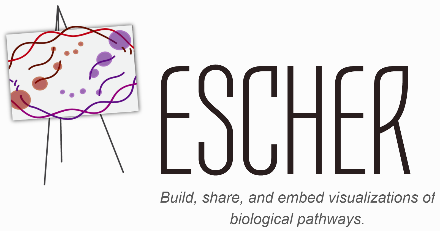 ESCHER
Build, share, and embed visualizations of
biological pathways.